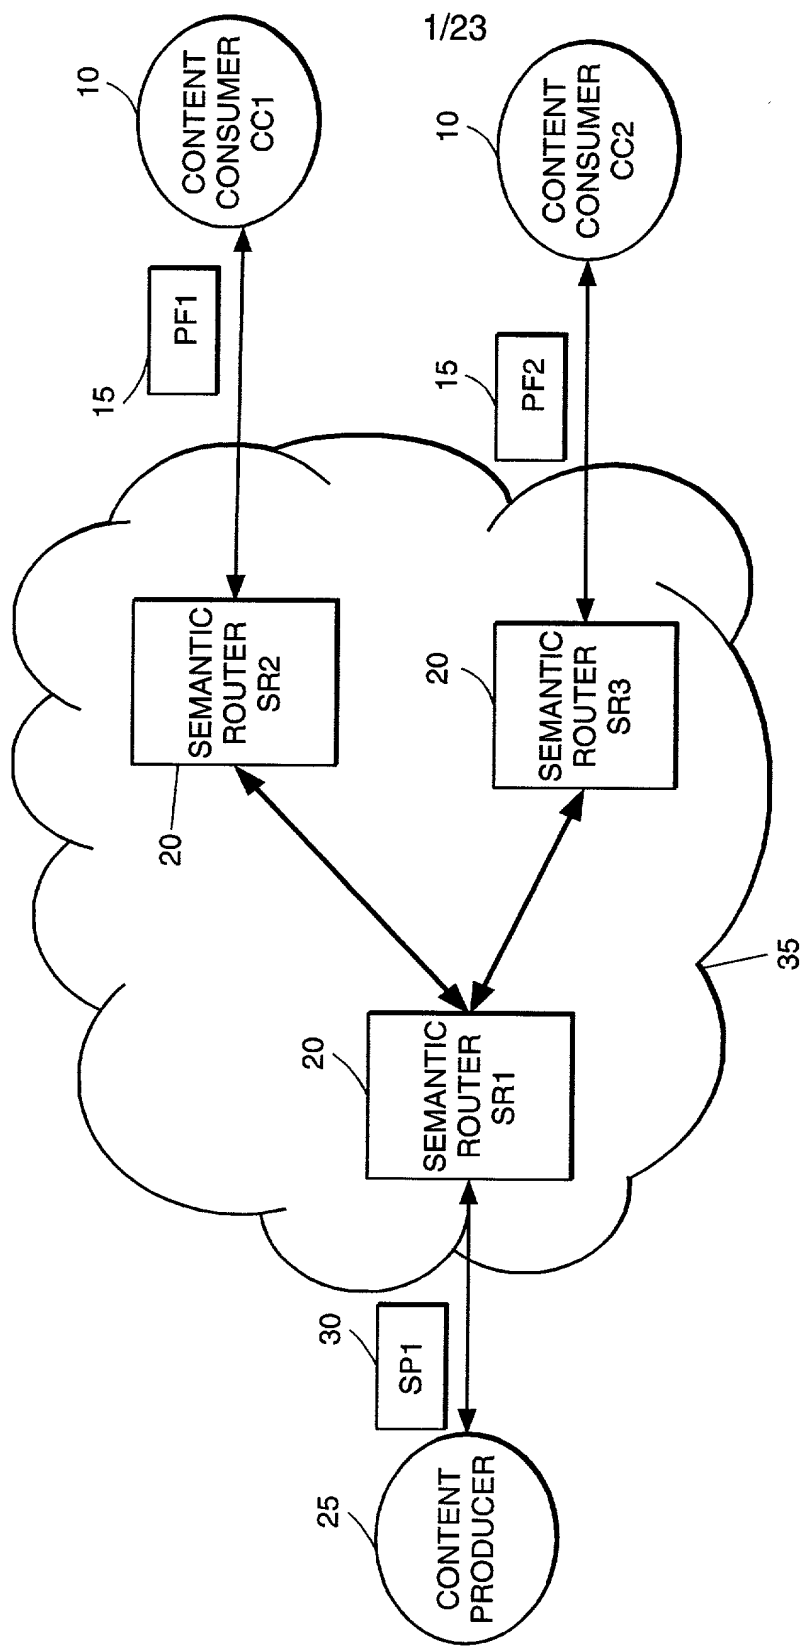 1/23
10
CONTENT
CONSUMER
CC1
10
CONTENT
CONSUMER
CC2
15
PF1
15
PF2
20
SEMANTIC
ROUTER
SR2
20
SEMANTIC
ROUTER
SR3
20
SEMANTIC
ROUTER
SR1
35
30
SP1
25
CONTENT
PRODUCER